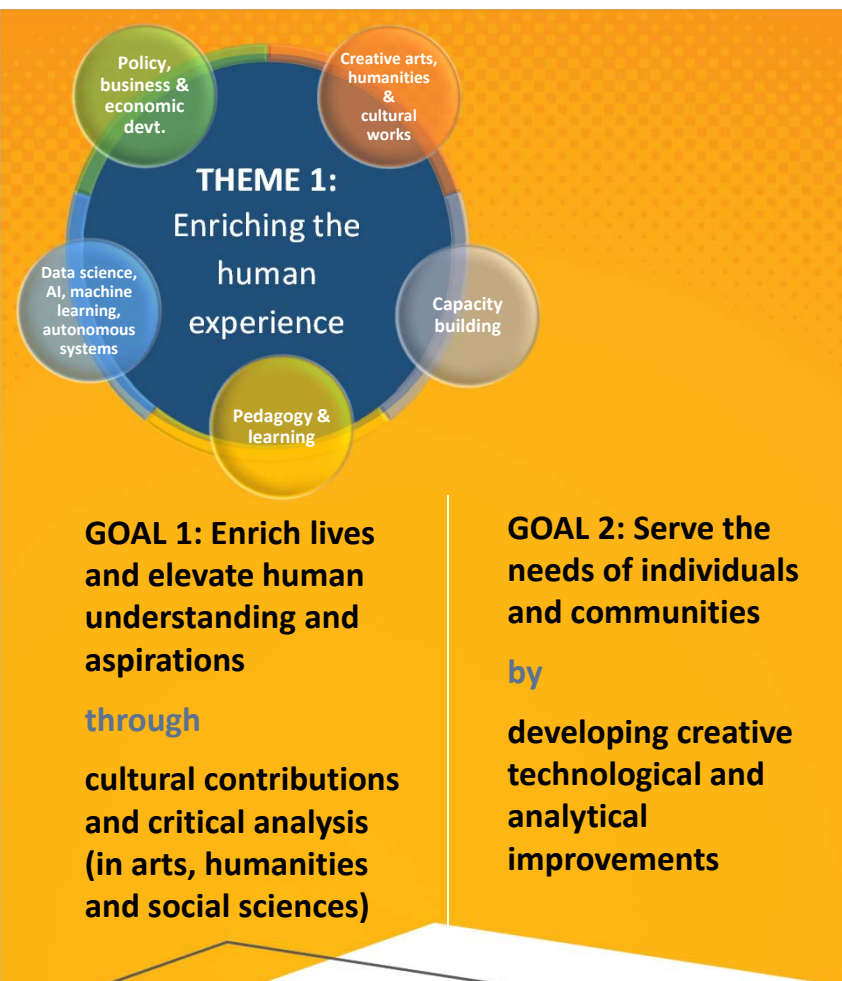 Policy,
business &
economic
devt.
Creative arts,
humanities
&
cultural
works
THEME 1:
Enriching the
human
experience
Data science,
AI, machine
learning,
autonomous
systems
Capacity
building
Pedagogy &
learning
GOAL 1: Enrich lives
and elevate human
understanding and
aspirations
through
cultural contributions
and critical analysis
(in arts, humanities
and social sciences)
GOAL 2: Serve the
needs of individuals
and communities
by
developing creative
technological and
analytical
improvements